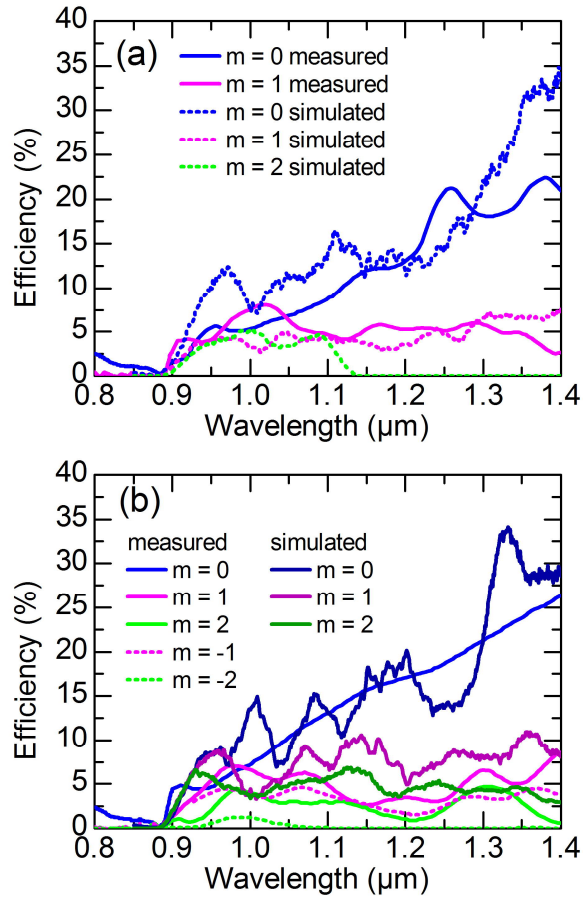 40
35
30
25
20
15
10
5
0
Efficiency (%)
(a)
m = 0 measured
m = 1 measured
m = 0 simulated
m = 1 simulated
m = 2 simulated
0.8 0.9 1.0 1.1 1.2 1.3 1.4
Wavelength (µm)
40
35
30
25
20
15
10
5
0
Efficiency (%)
(b)
measured simulated
m = 0 m = 0
m = 1 m = 1
m = 2 m = 2
m = -1
m = -2
0.8 0.9 1.0 1.1 1.2 1.3 1.4
Wavelength (µm)